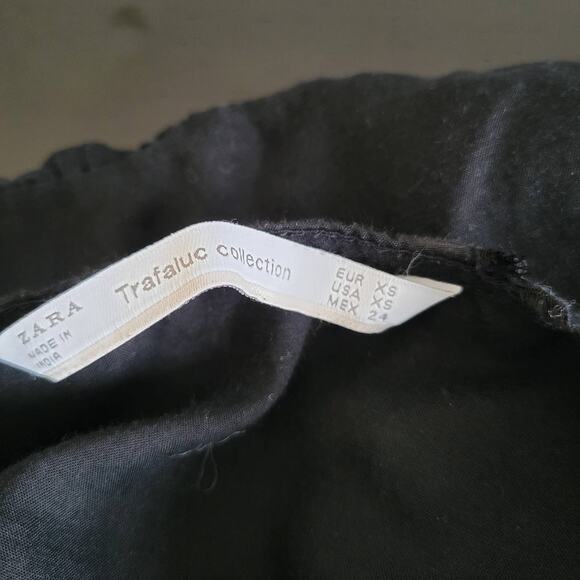 ZARA
MADE IN
INDIA
Trafaluc collection
EUR XS
USA XS
MEX 24